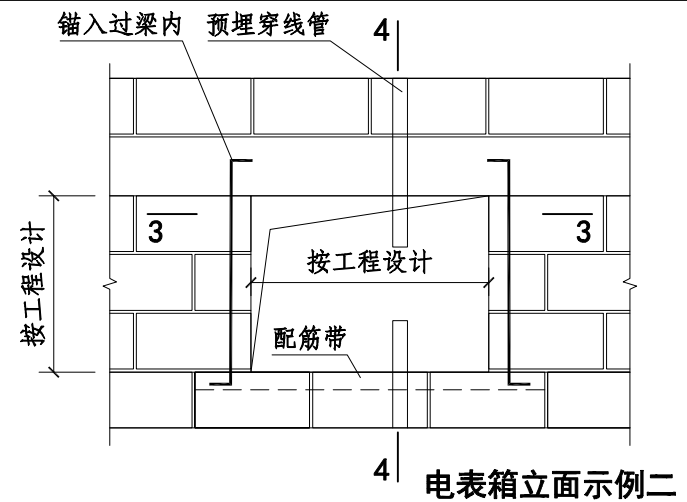 锚入过梁内 预埋穿线管 4
3 3
按工程设计
按工程设计
配筋带
4
电表箱立面示例二